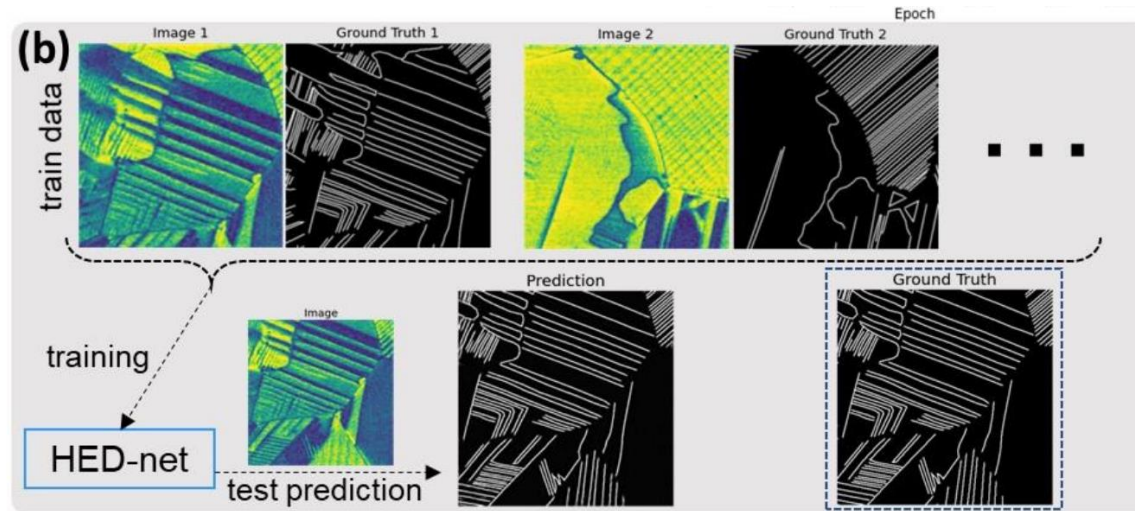 Epoch
(b)
Image 1
Ground Truth 1
Image 2
Ground Truth 2
train data
Prediction
Ground Truth
Image
training
HED-net
test prediction